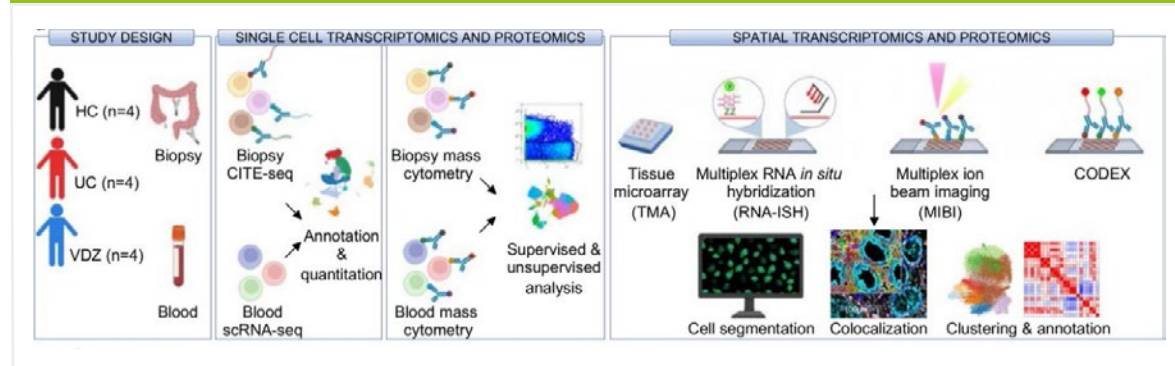 STUDY DESIGN
HC (n=4)
UC (n=4)
VDZ (n=4)
Biopsy
Blood
SINGLE CELL TRANSCRIPTOMICS AND PROTEOMICS
Biopsy
CITE-seq
Annotation
&
quantitation
Blood
scRNA-seq
Biopsy mass
cytometry
Blood mass
cytometry
Supervised &
unsupervised
analysis
SPATIAL TRANSCRIPTOMICS AND PROTEOMICS
Tissue
microarray
(TMA)
ZZ
Multiplex RNA in situ
hybridization
(RNA-ISH)
Multiplex ion
beam imaging
(MIBI)
CODEX
Cell segmentation
Colocalization
Clustering & annotation